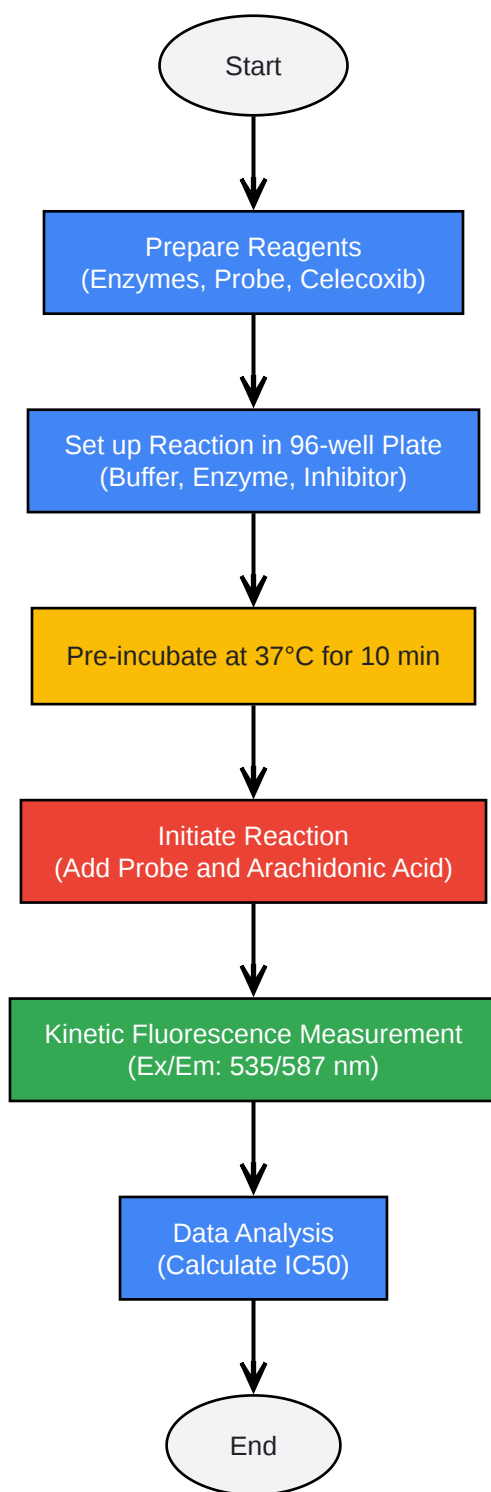 Start
Prepare Reagents
(Enzymes, Probe, Celecoxib)
Set up Reaction in 96-well Plate
(Buffer, Enzyme, Inhibitor)
Pre-incubate at 37°C for 10 min
Initiate Reaction
(Add Probe and Arachidonic Acid)
Kinetic Fluorescence Measurement
(Ex/Em: 535/587 nm)
Data Analysis
(Calculate IC50)
End